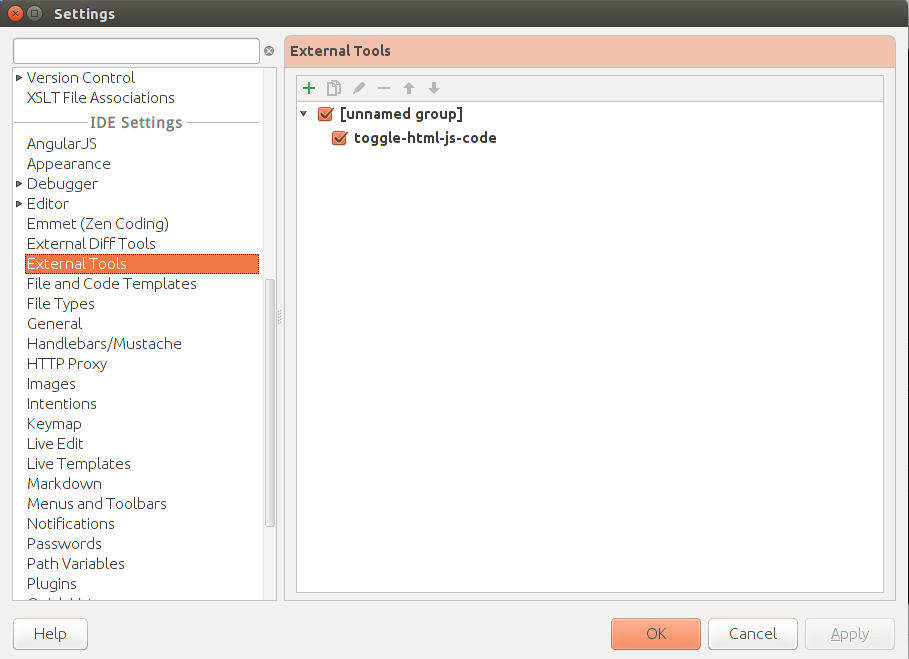 Settings
Version Control
XSLT File Associations
IDE Settings
AngularJS
Appearance
Debugger
Editor
Emmet (Zen Coding)
External Diff Tools
External Tools
File and Code Templates
File Types
General
Handlebars/Mustache
HTTP Proxy
Images
Intentions
Keymap
Live Edit
Live Templates
Markdown
Menus and Toolbars
Notifications
Passwords
Path Variables
Plugins
External Tools
[unnamed group]
toggle-html-js-code
Help
OK
Cancel
Apply